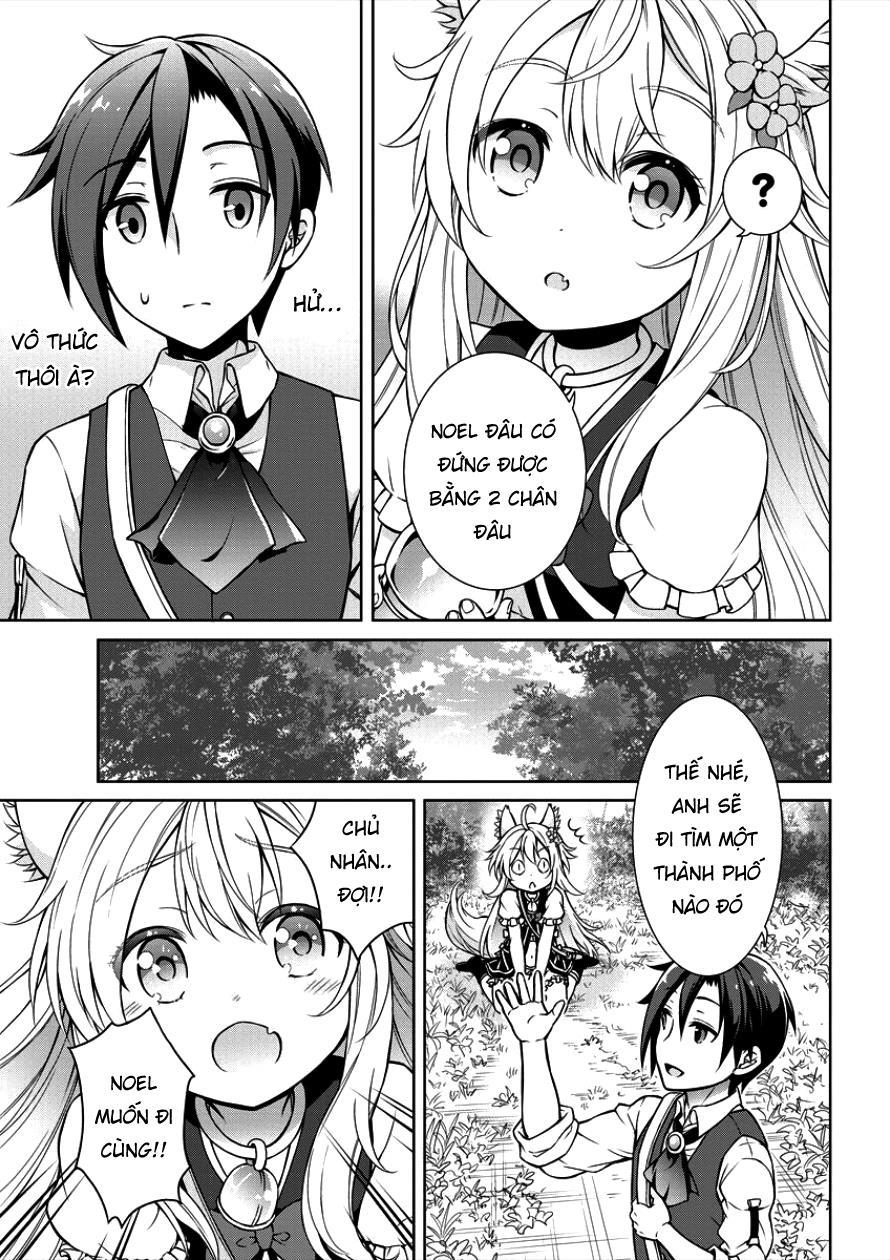 ?
NOEL ĐÂU CÓ
ĐỨNG ĐƯỢC
BẰNG 2 CHÂN
ĐÂU
HỬ...
VÔ THỨC
THÔI À?
THẾ NHÉ,
ANH SẼ
ĐI TÌM MỘT
THÀNH PHỐ
NÀO ĐÓ
CHỦ
NHÂN..
ĐỢI!!
NOEL
MUỐN ĐI
CÙNG!!